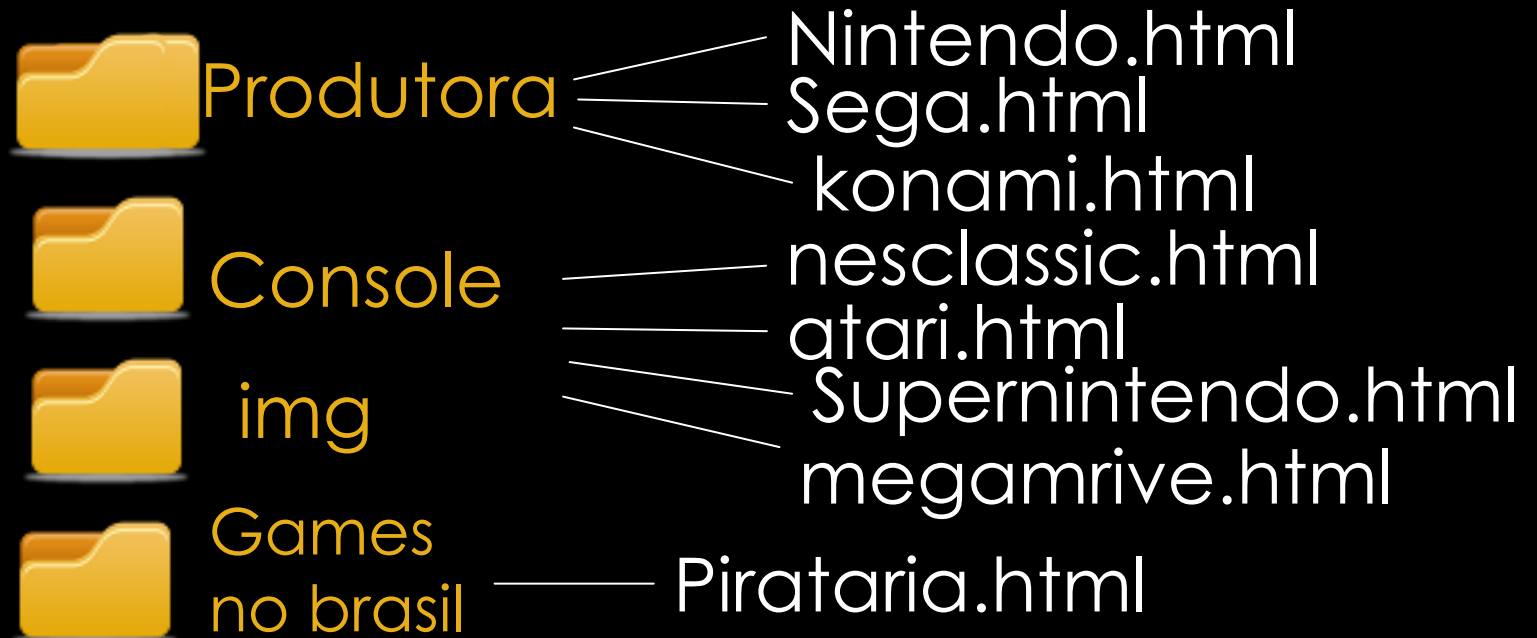 Produtora
Nintendo.html
Sega.html
konami.html
Console
nesclassic.html
atari.html
Supernintendo.html
megamrive.html
img
Games
no brasil
Pirataria.html